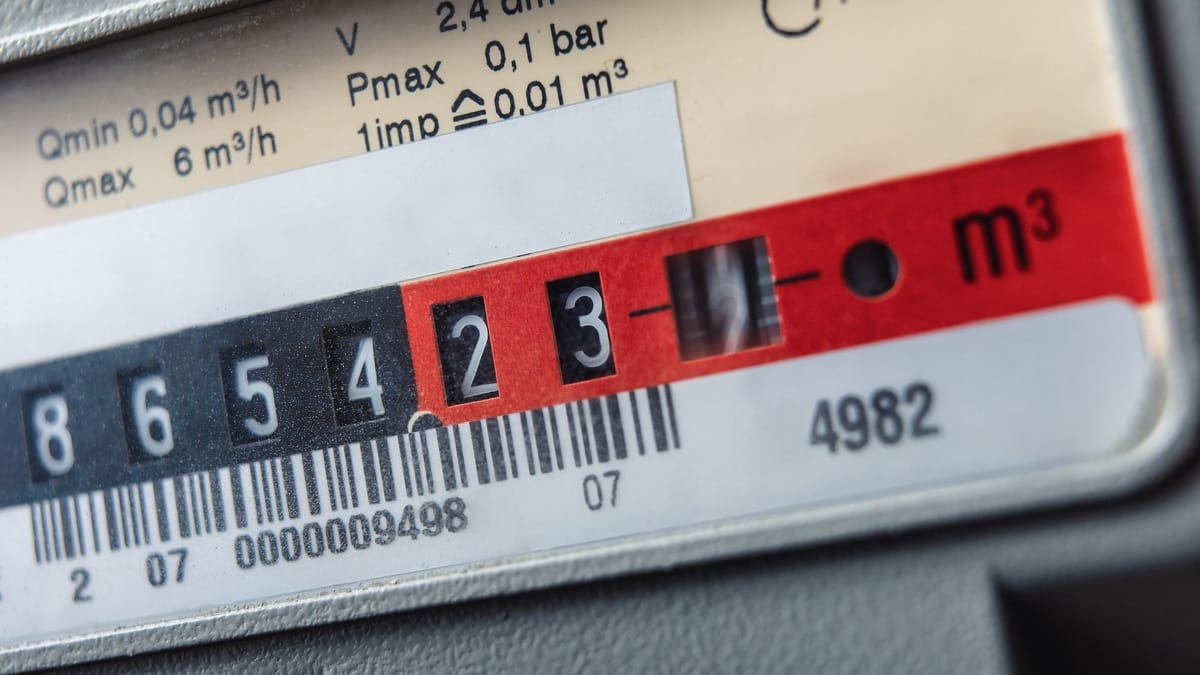 V 2,4
Qmin 0,04 m³/h Pmax 0,1 bar
Qmax 6 m³/h 1imp ≙ 0,01 m³
8 6 5 4 2 3 m³
4982
2 07 0000009498 07